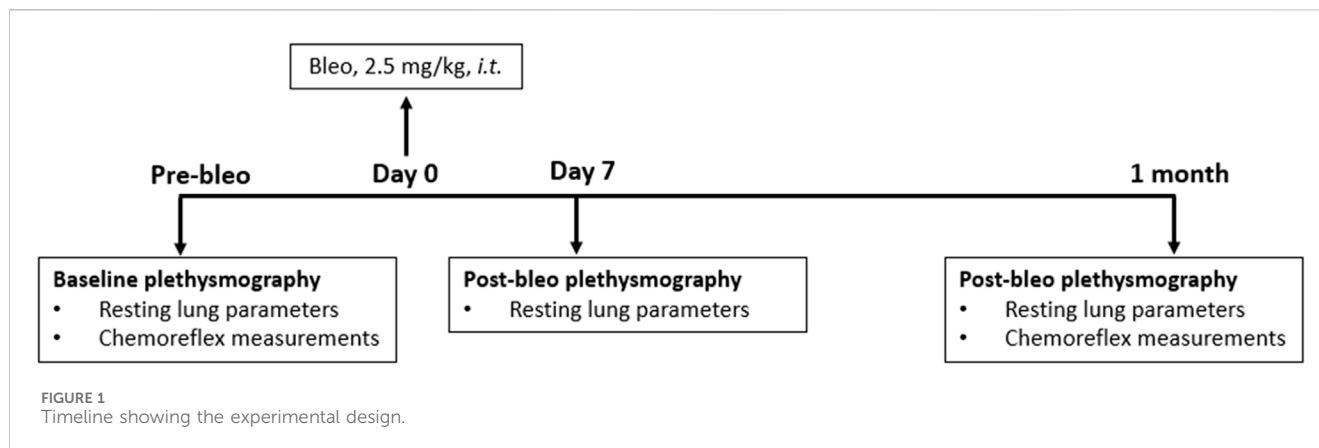 Bleo, 2.5 mg/kg, i.t.
Pre-bleo
Day 0
Day 7
1 month
Baseline plethysmography
• Resting lung parameters
• Chemoreflex measurements
Post-bleo plethysmography
• Resting lung parameters
Post-bleo plethysmography
• Resting lung parameters
• Chemoreflex measurements
FIGURE 1
Timeline showing the experimental design.